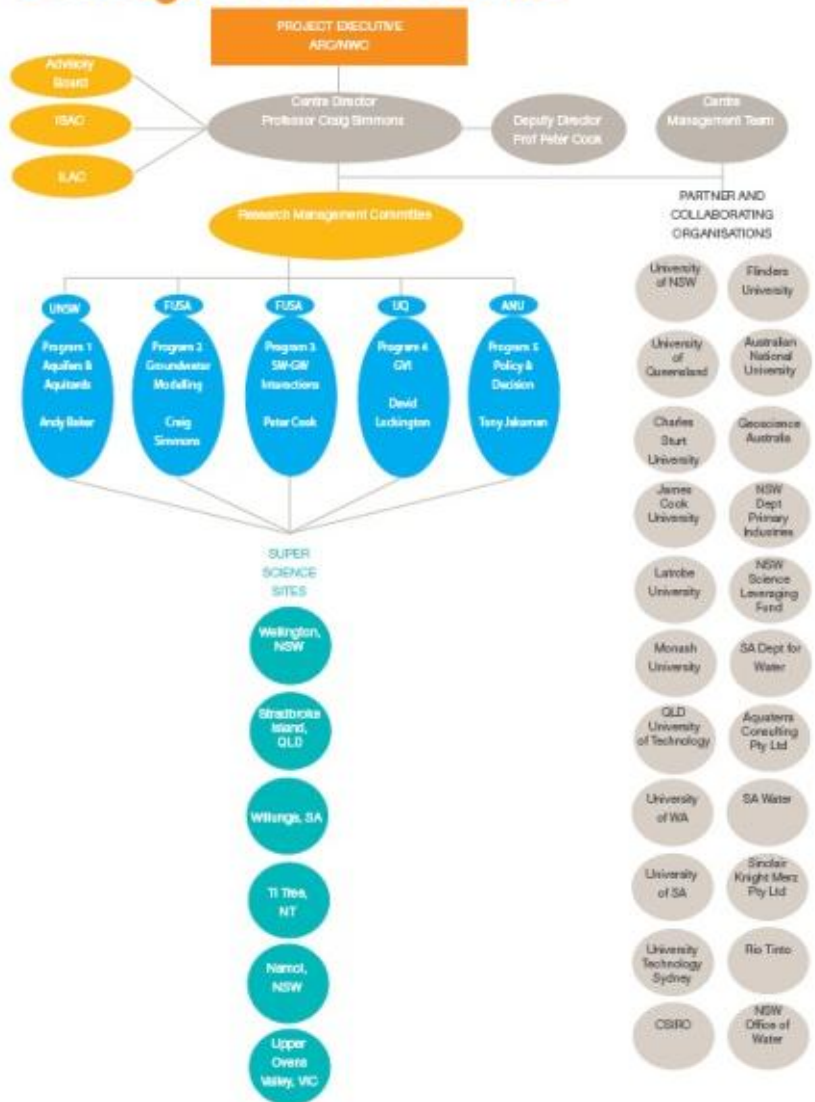 PROJECT EXECUTIVE
ARC/NWC
Advisory
Board
ISAC
ILAC
Centre Director
Professor Craig Simmons
Deputy Director
Prof Peter Cook
Centre
Management Team
Research Management Committee
UNSW
Program 1
Aquifers &
Aquitards
Andy Baker
FUSA
Program 2
Groundwater
Modelling
Craig
Simmons
FUSA
Program 3
SW-GW
Interactions
Peter Cook
UQ
Program 4
GVI
David
Lockington
ANU
Program 5
Policy &
Decision
Tony Jakeman
SUPER
SCIENCE
SITES
Wellington,
NSW
Stradbroke
Island,
QLD
Willunga, SA
Ti Tree,
NT
Namoi,
NSW
Upper
Ovens
Valley, VIC
PARTNER AND
COLLABORATING
ORGANISATIONS
University
of NSW
Flinders
University
University
of
Queensland
Australian
National
University
Charles
Sturt
University
Geoscience
Australia
James
Cook
University
NSW
Dept
Primary
Industries
Latrobe
University
NSW
Science
Leveraging
Fund
Monash
University
SA Dept for
Water
QLD
University
of Technology
Aquaterra
Consulting
Pty Ltd
University
of WA
SA Water
University
of SA
Sinclair
Knight Merz
Pty Ltd
University
Technology
Sydney
Rio Tinto
CSIRO
NSW
Office of
Water